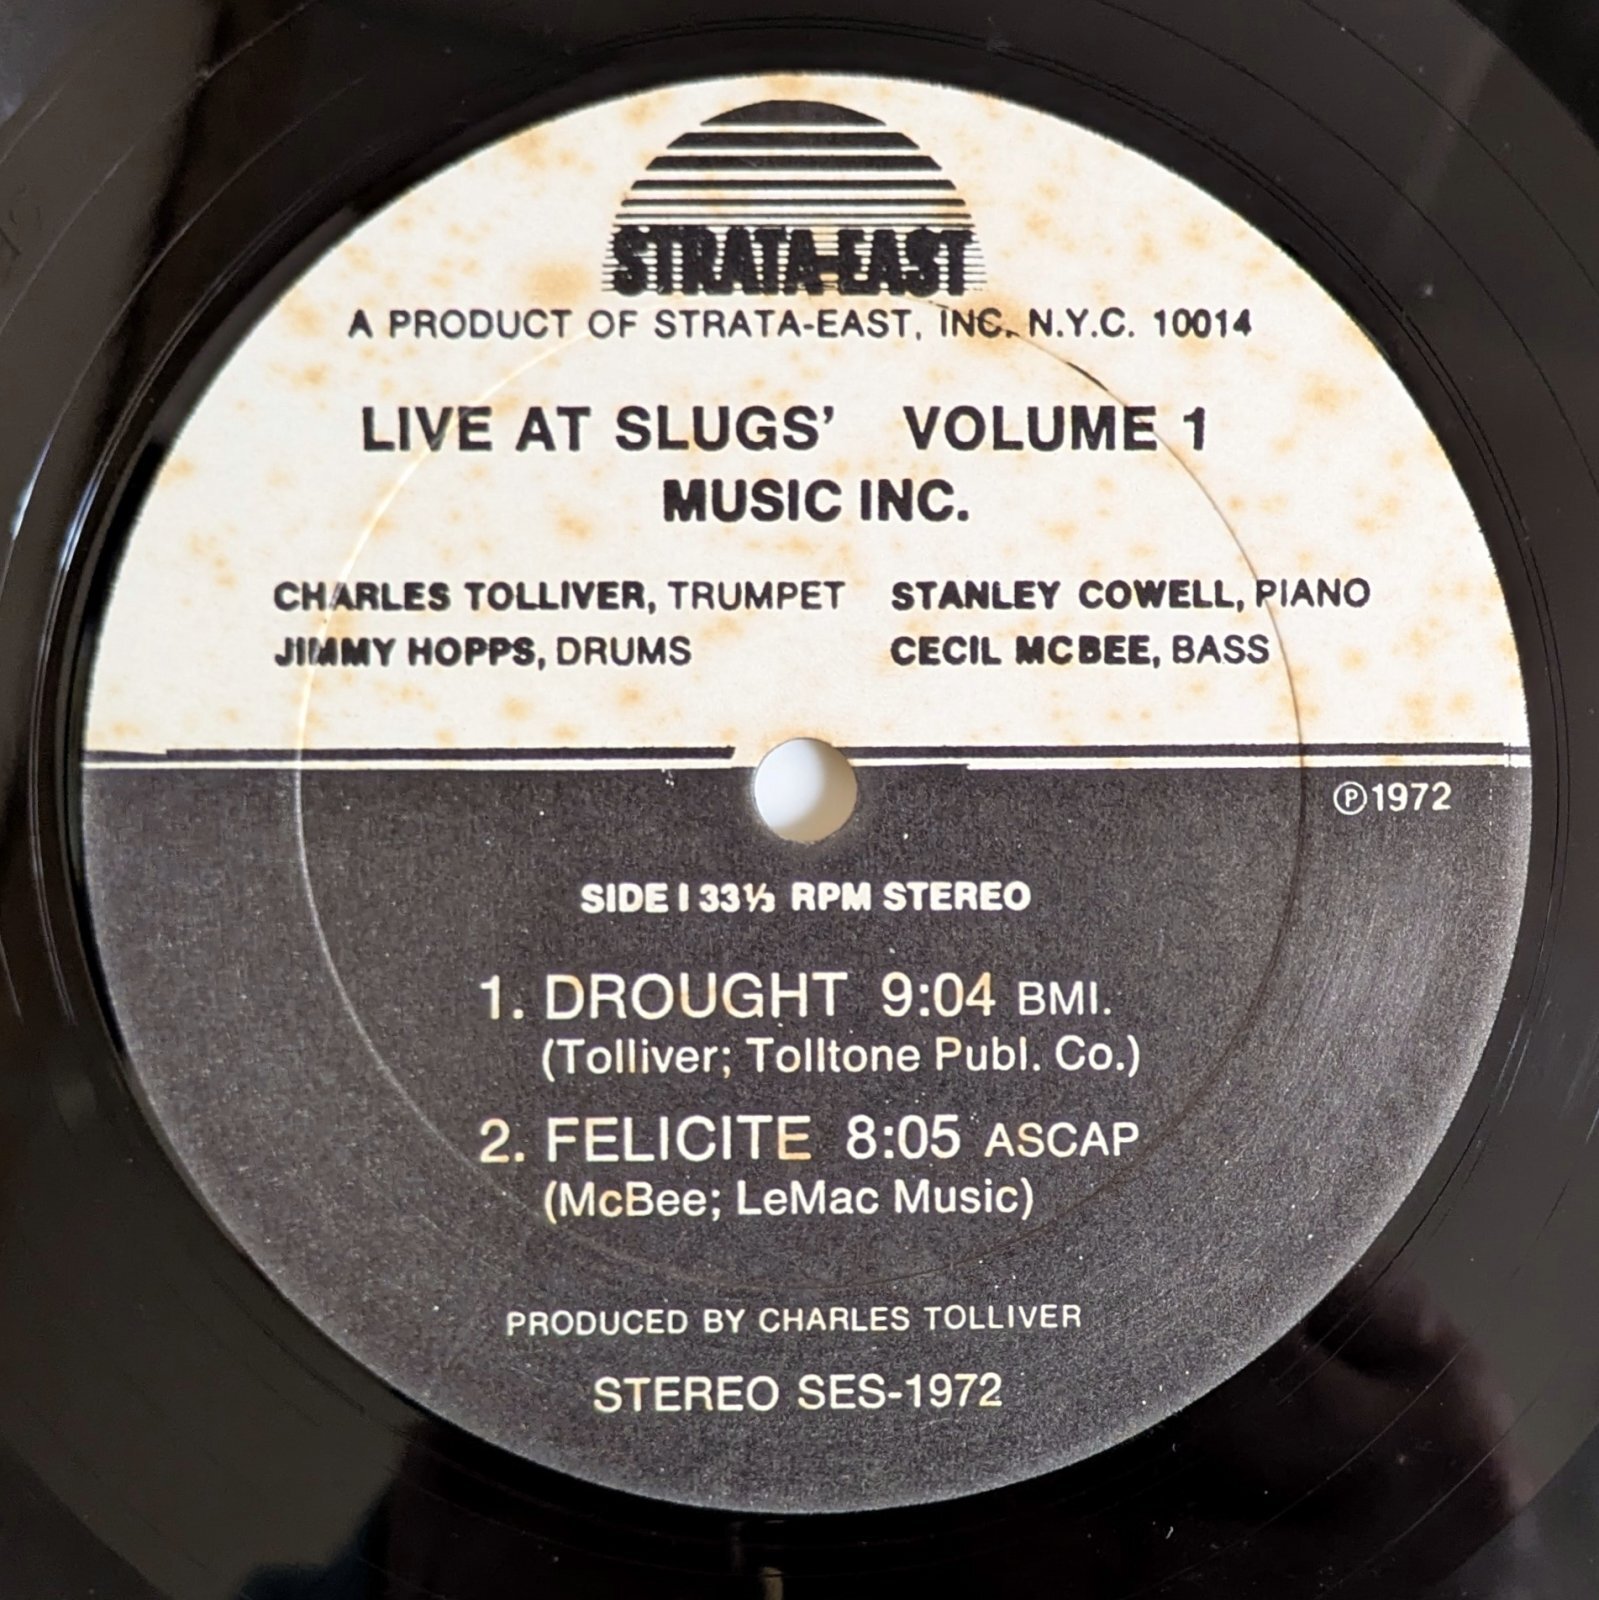 STRATA-EAST
A PRODUCT OF STRATA-EAST, INC. N.Y.C. 10014
LIVE AT SLUGS' VOLUME 1
MUSIC INC.
CHARLES TOLLIVER, TRUMPET STANLEY COWELL, PIANO
JIMMY HOPPS, DRUMS CECIL MCBEE, BASS
℗1972
SIDE I 33⅓ RPM STEREO
1. DROUGHT 9:04 BMI.
(Tolliver; Tolltone Publ. Co.)
2. FELICITE 8:05 ASCAP
(McBee; LeMac Music)
PRODUCED BY CHARLES TOLLIVER
STEREO SES-1972